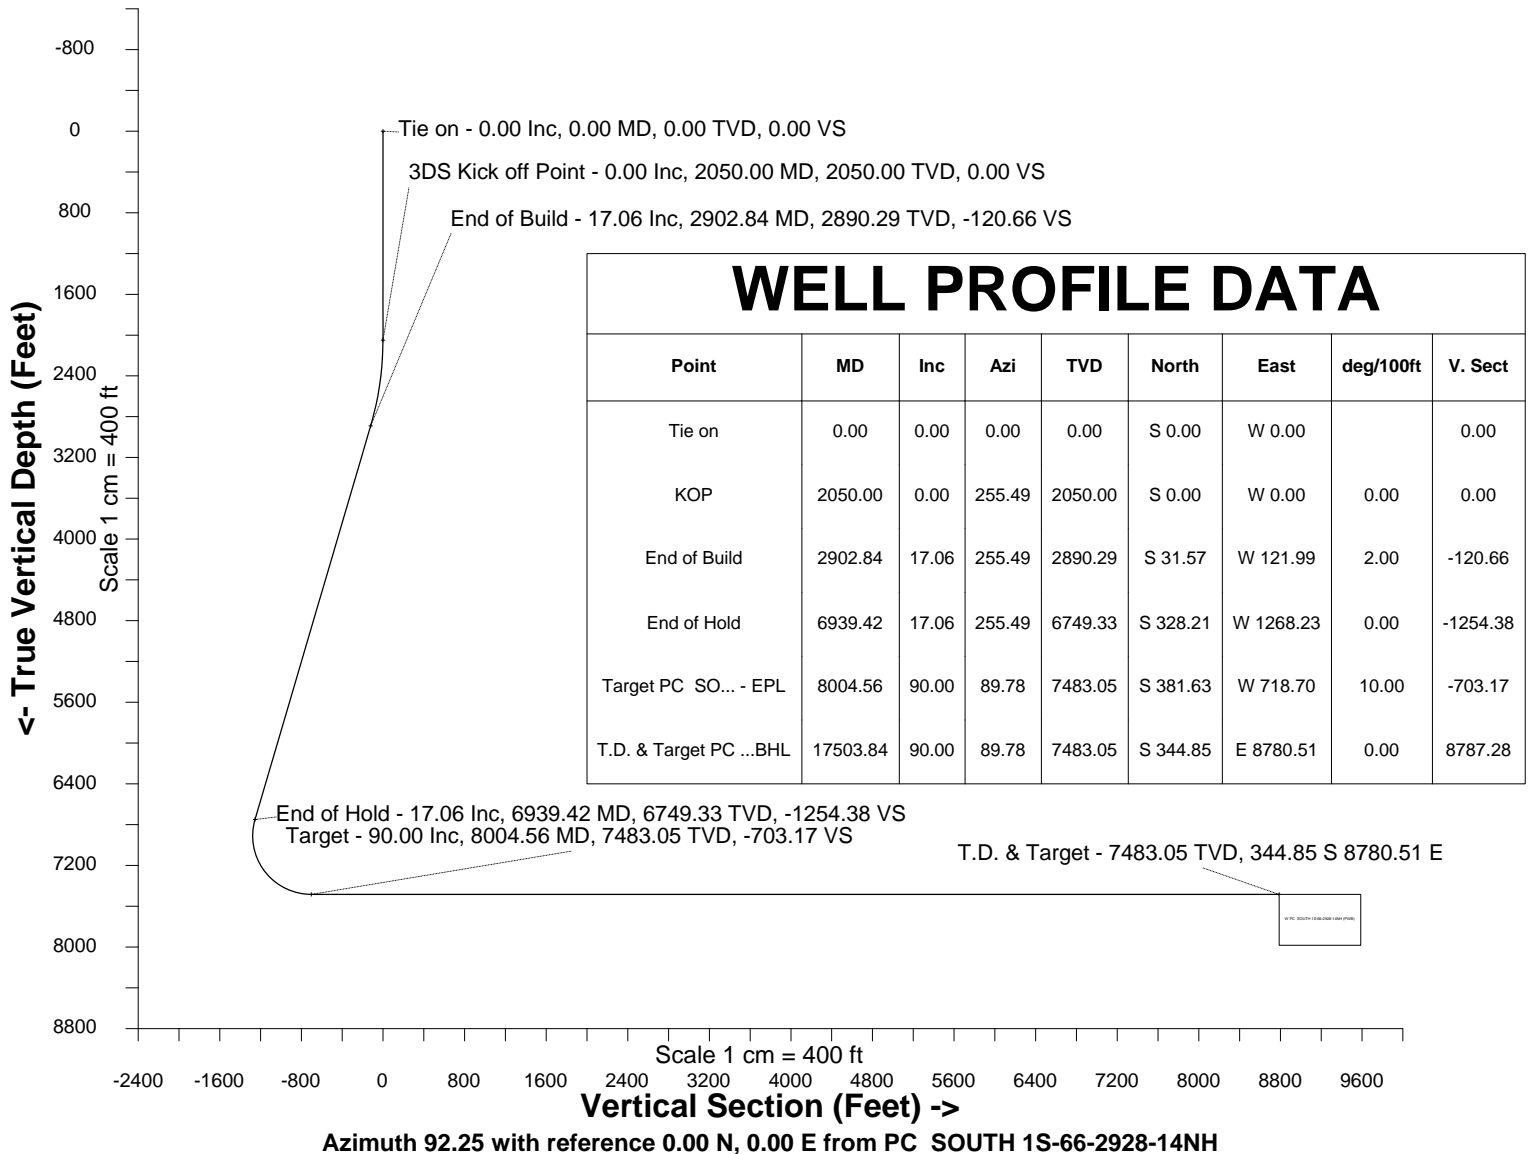 -800
0
800
1600
2400
3200
4000
4800
5600
6400
7200
8000
8800
<- True Vertical Depth (Feet)
Scale 1 cm = 400 ft
Tie on - 0.00 Inc, 0.00 MD, 0.00 TVD, 0.00 VS
3DS Kick off Point - 0.00 Inc, 2050.00 MD, 2050.00 TVD, 0.00 VS
End of Build - 17.06 Inc, 2902.84 MD, 2890.29 TVD, -120.66 VS
WELL PROFILE DATA
Point MD Inc Azi TVD North East deg/100ft V. Sect
Tie on 0.00 0.00 0.00 0.00 S 0.00 W 0.00 0.00
KOP 2050.00 0.00 255.49 2050.00 S 0.00 W 0.00 0.00 0.00
End of Build 2902.84 17.06 255.49 2890.29 S 31.57 W 121.99 2.00 -120.66
End of Hold 6939.42 17.06 255.49 6749.33 S 328.21 W 1268.23 0.00 -1254.38
Target PC SO... - EPL 8004.56 90.00 89.78 7483.05 S 381.63 W 718.70 10.00 -703.17
T.D. & Target PC ...BHL 17503.84 90.00 89.78 7483.05 S 344.85 E 8780.51 0.00 8787.28
End of Hold - 17.06 Inc, 6939.42 MD, 6749.33 TVD, -1254.38 VS
Target - 90.00 Inc, 8004.56 MD, 7483.05 TVD, -703.17 VS
T.D. & Target - 7483.05 TVD, 344.85 S 8780.51 E
W PC SOUTH 1S-66-2928-14NH (PWB)
Scale 1 cm = 400 ft
-2400 -1600 -800 0 800 1600 2400 3200 4000 4800 5600 6400 7200 8000 8800 9600
Vertical Section (Feet) ->
Azimuth 92.25 with reference 0.00 N, 0.00 E from PC SOUTH 1S-66-2928-14NH